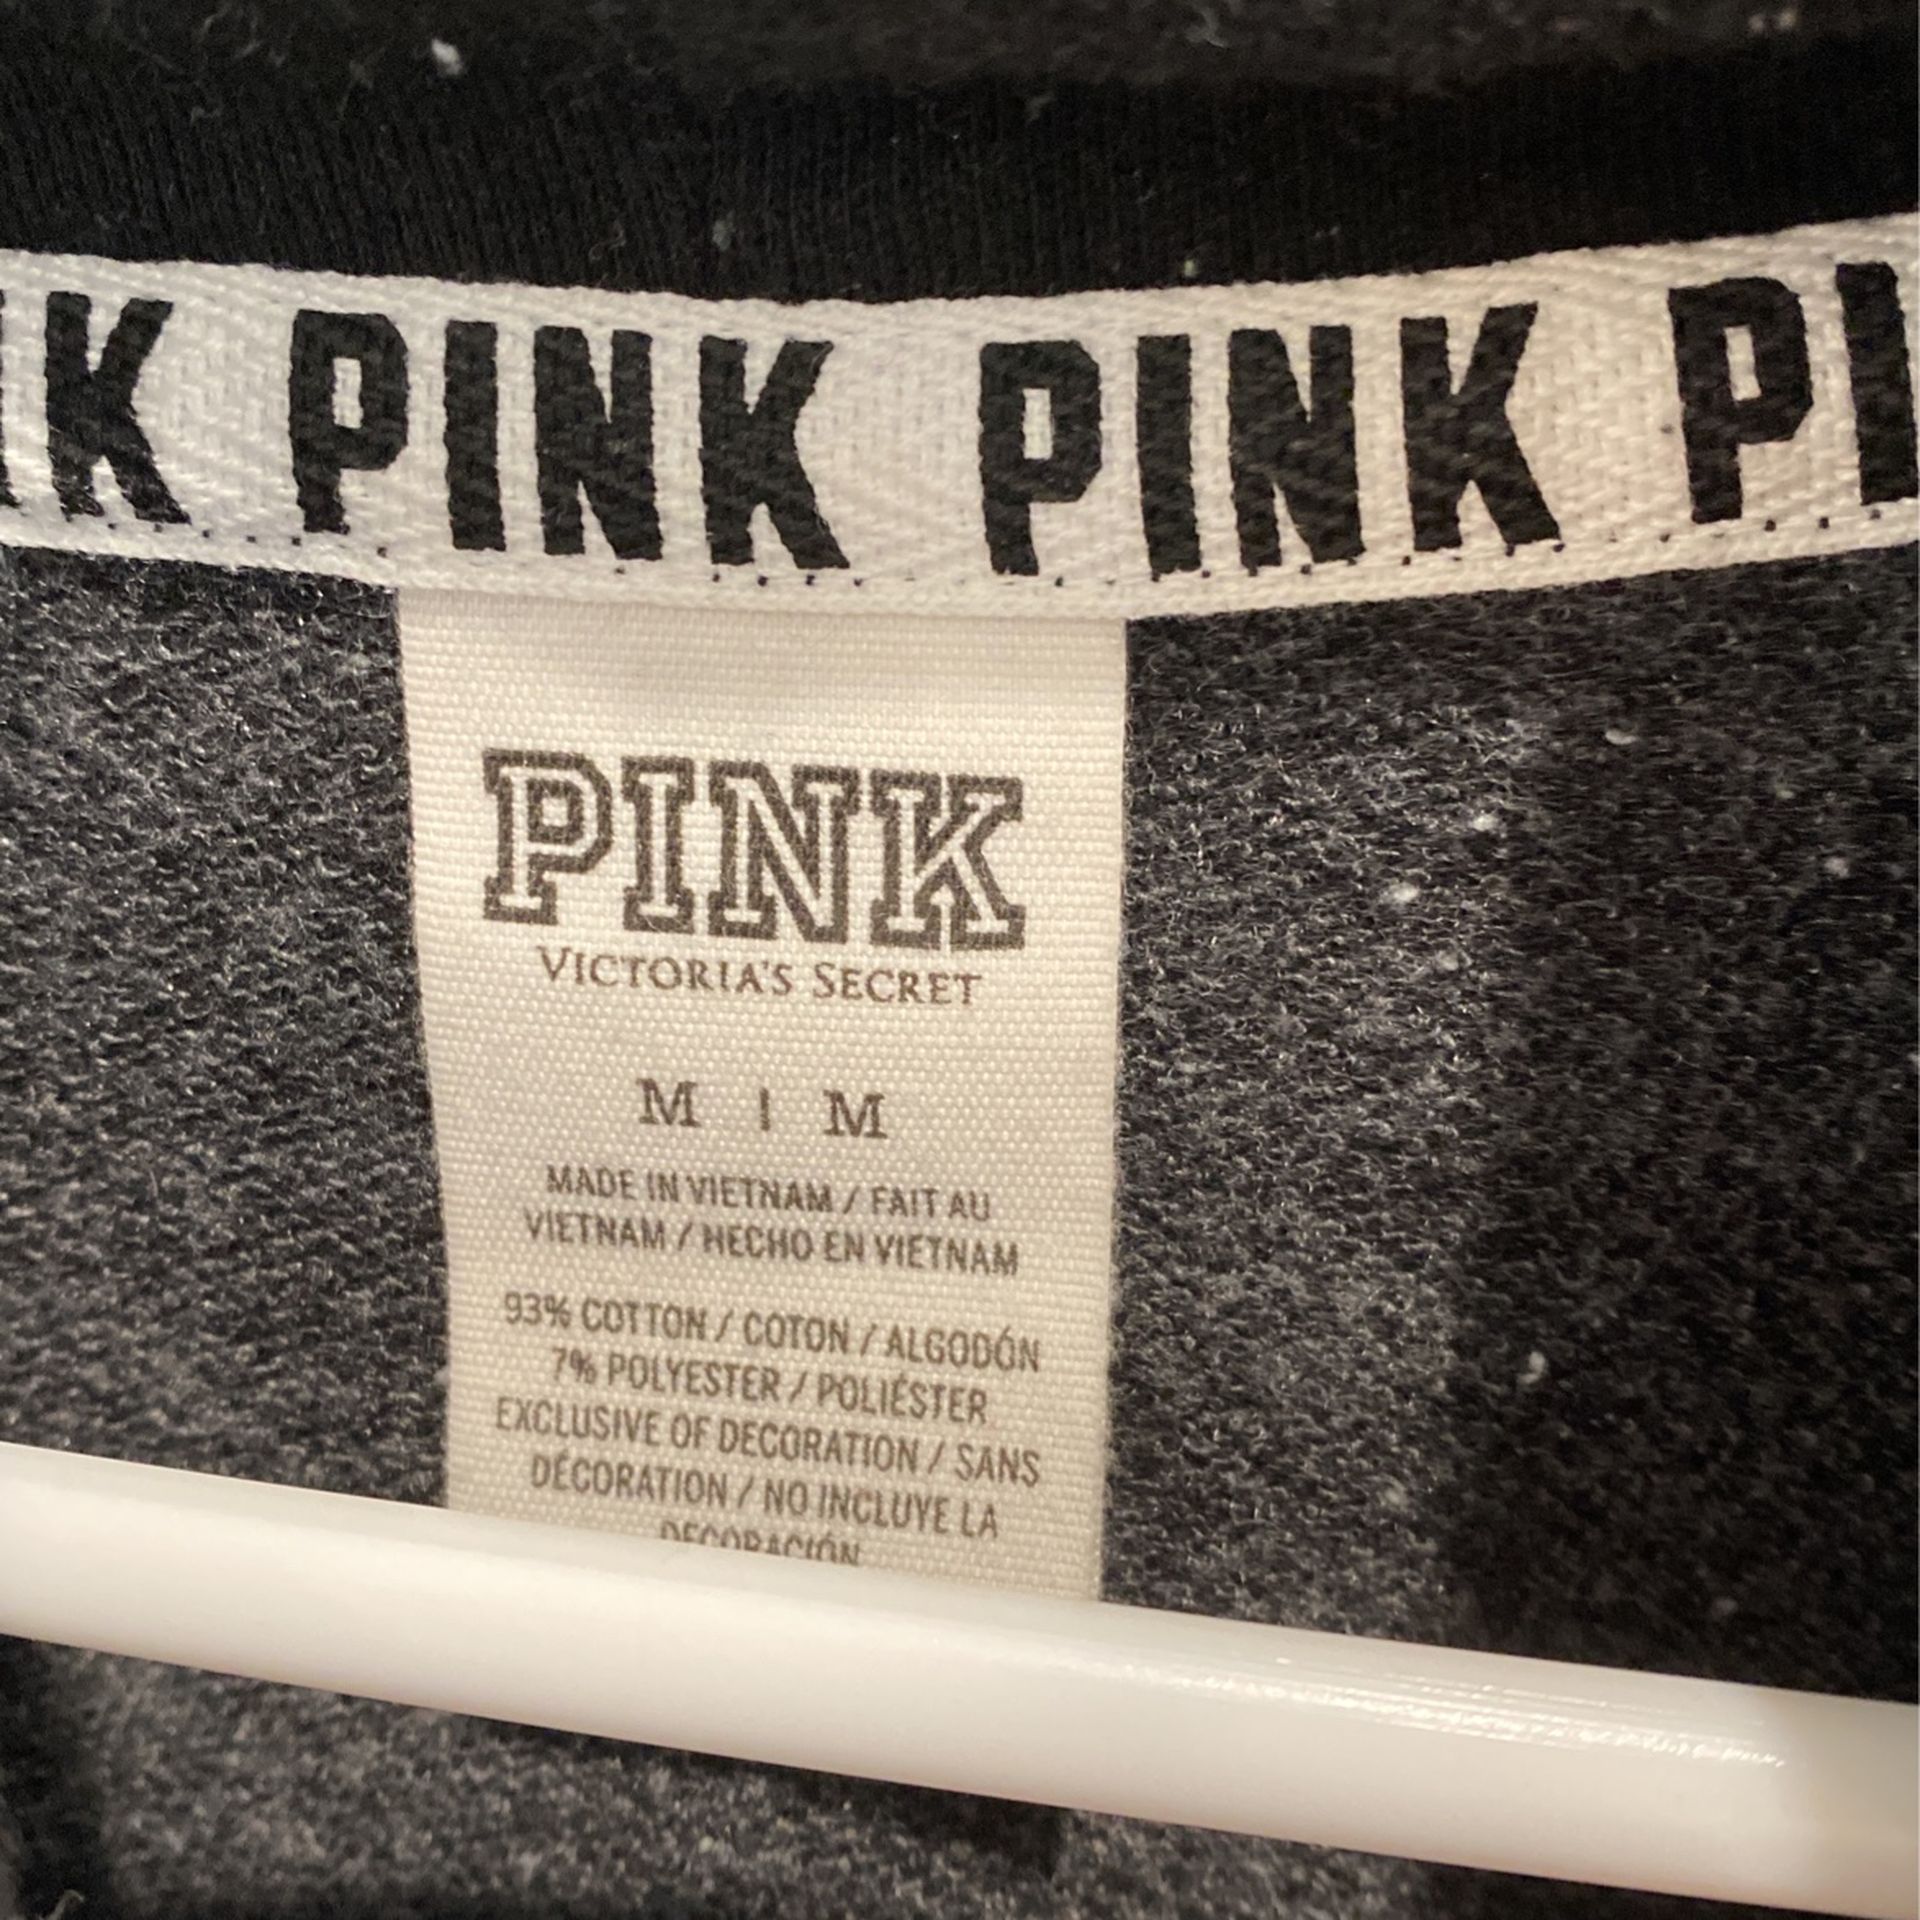 K PINK PINK PI
PINK
VICTORIA'S SECRET
M | M
MADE IN VIETNAM / FAIT AU
VIETNAM / HECHO EN VIETNAM
93% COTTON / COTON / ALGODÓN
7% POLYESTER / POLIÉSTER
EXCLUSIVE OF DECORATION / SANS
DÉCORATION / NO INCLUYE LA
DECORACIÓN